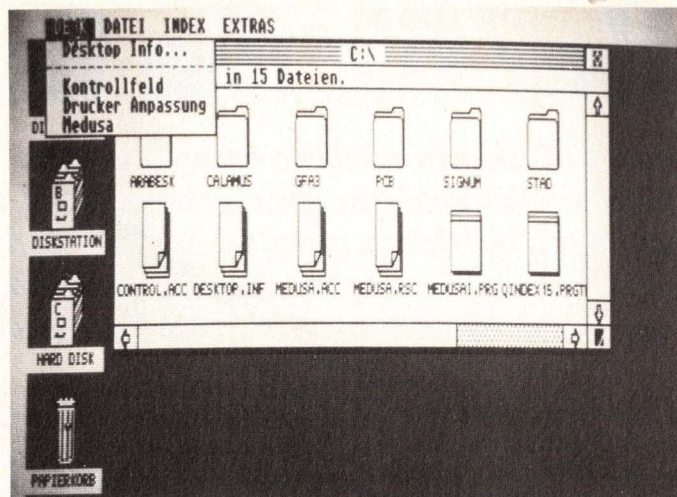 DATEI INDEX EXTRAS
Desktop Info...
Kontrollfeld
Drucker Anpassung
Medusa
C:\
in 15 Dateien.
ARABESK CALAMUS GFA3 PCB SIGNUM STAD
CONTROL.ACC DESKTOP.INF MEDUSA.ACC MEDUSA.RSC MEDUSAI.PRG QINDEX15.PRG
B
DISKSTATION
C
HARD DISK
PAPIERKORB